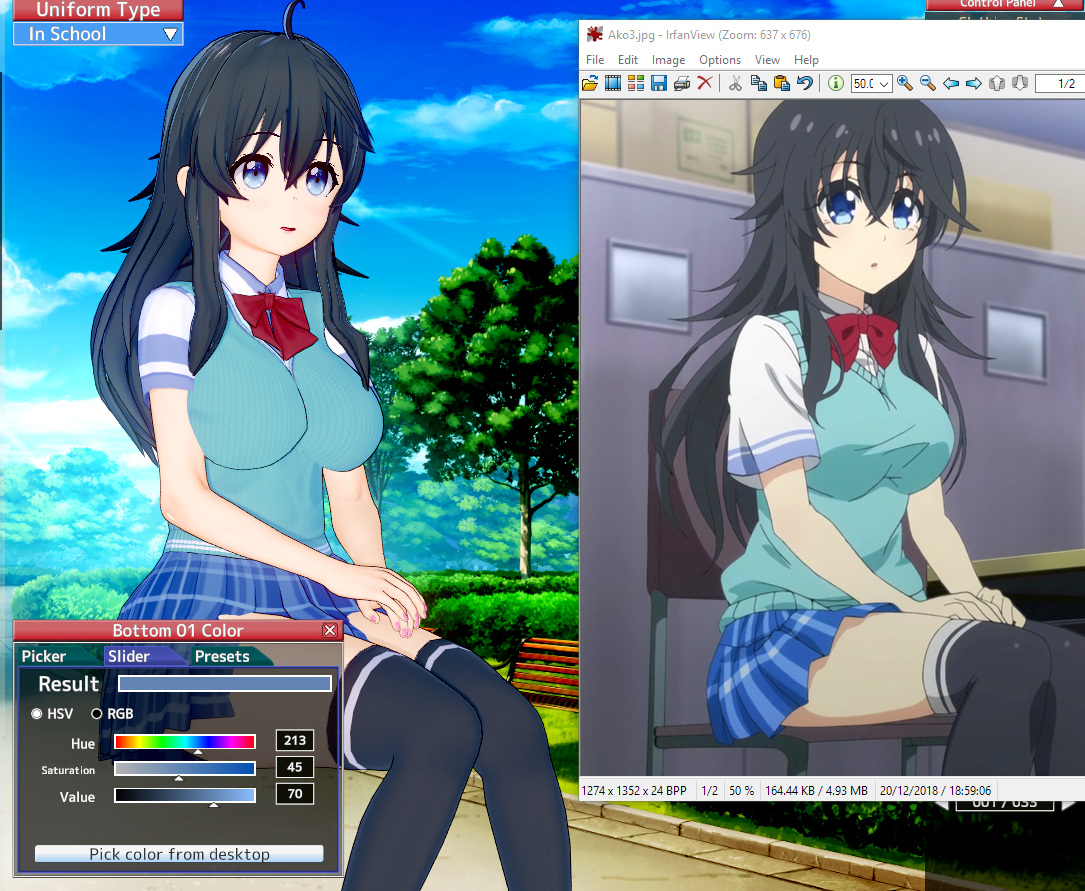 Uniform Type
In School
Control Panel
Ako3.jpg - IrfanView (Zoom: 637 x 676)
File Edit Image Options View Help
50.0
1/2
Bottom 01 Color
Picker Slider Presets
Result
HSV RGB
Hue 213
Saturation 45
Value 70
Pick color from desktop
1274 x 1352 x 24 BPP 1/2 50 % 164.44 KB / 4.93 MB 20/12/2018 / 18:59:06
001 / 033